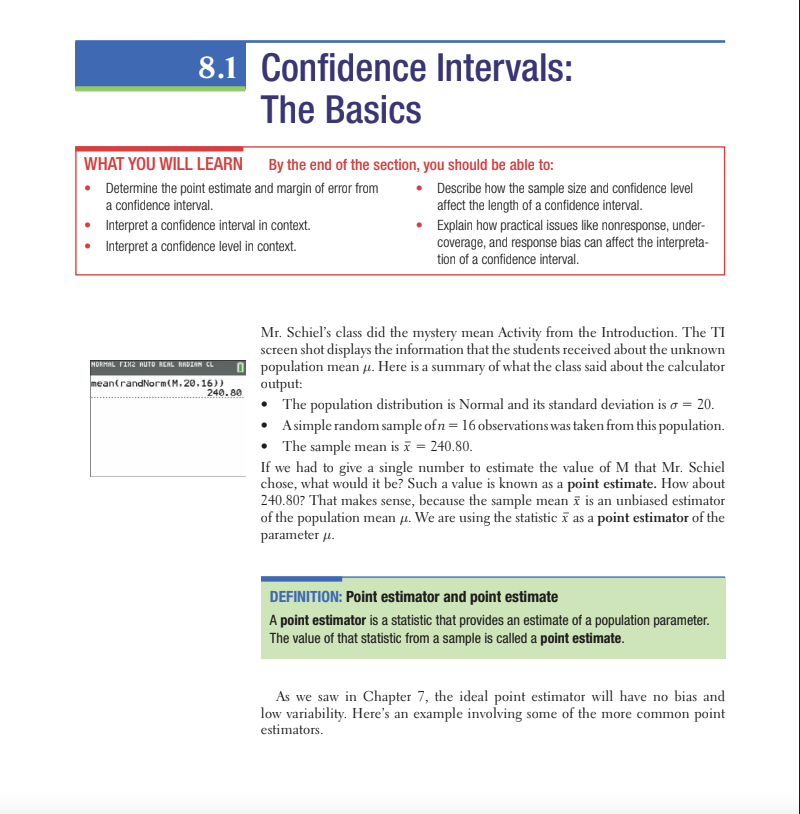 8.1 Confidence Intervals:
The Basics
WHAT YOU WILL LEARN By the end of the section, you should be able to:
• Determine the point estimate and margin of error from
a confidence interval.
• Interpret a confidence interval in context.
• Interpret a confidence level in context.
• Describe how the sample size and confidence level
affect the length of a confidence interval.
• Explain how practical issues like nonresponse, under-
coverage, and response bias can affect the interpreta-
tion of a confidence interval.
NORMAL FIX2 AUTO REAL RADIAN CL
mean(randNorm(M,20,16))
240.80
Mr. Schiel's class did the mystery mean Activity from the Introduction. The TI
screen shot displays the information that the students received about the unknown
population mean μ. Here is a summary of what the class said about the calculator
output:
• The population distribution is Normal and its standard deviation is σ = 20.
• A simple random sample of n = 16 observations was taken from this population.
• The sample mean is x̄ = 240.80.
If we had to give a single number to estimate the value of M that Mr. Schiel
chose, what would it be? Such a value is known as a point estimate. How about
240.80? That makes sense, because the sample mean x̄ is an unbiased estimator
of the population mean μ. We are using the statistic x̄ as a point estimator of the
parameter μ.
DEFINITION: Point estimator and point estimate
A point estimator is a statistic that provides an estimate of a population parameter.
The value of that statistic from a sample is called a point estimate.
As we saw in Chapter 7, the ideal point estimator will have no bias and
low variability. Here's an example involving some of the more common point
estimators.